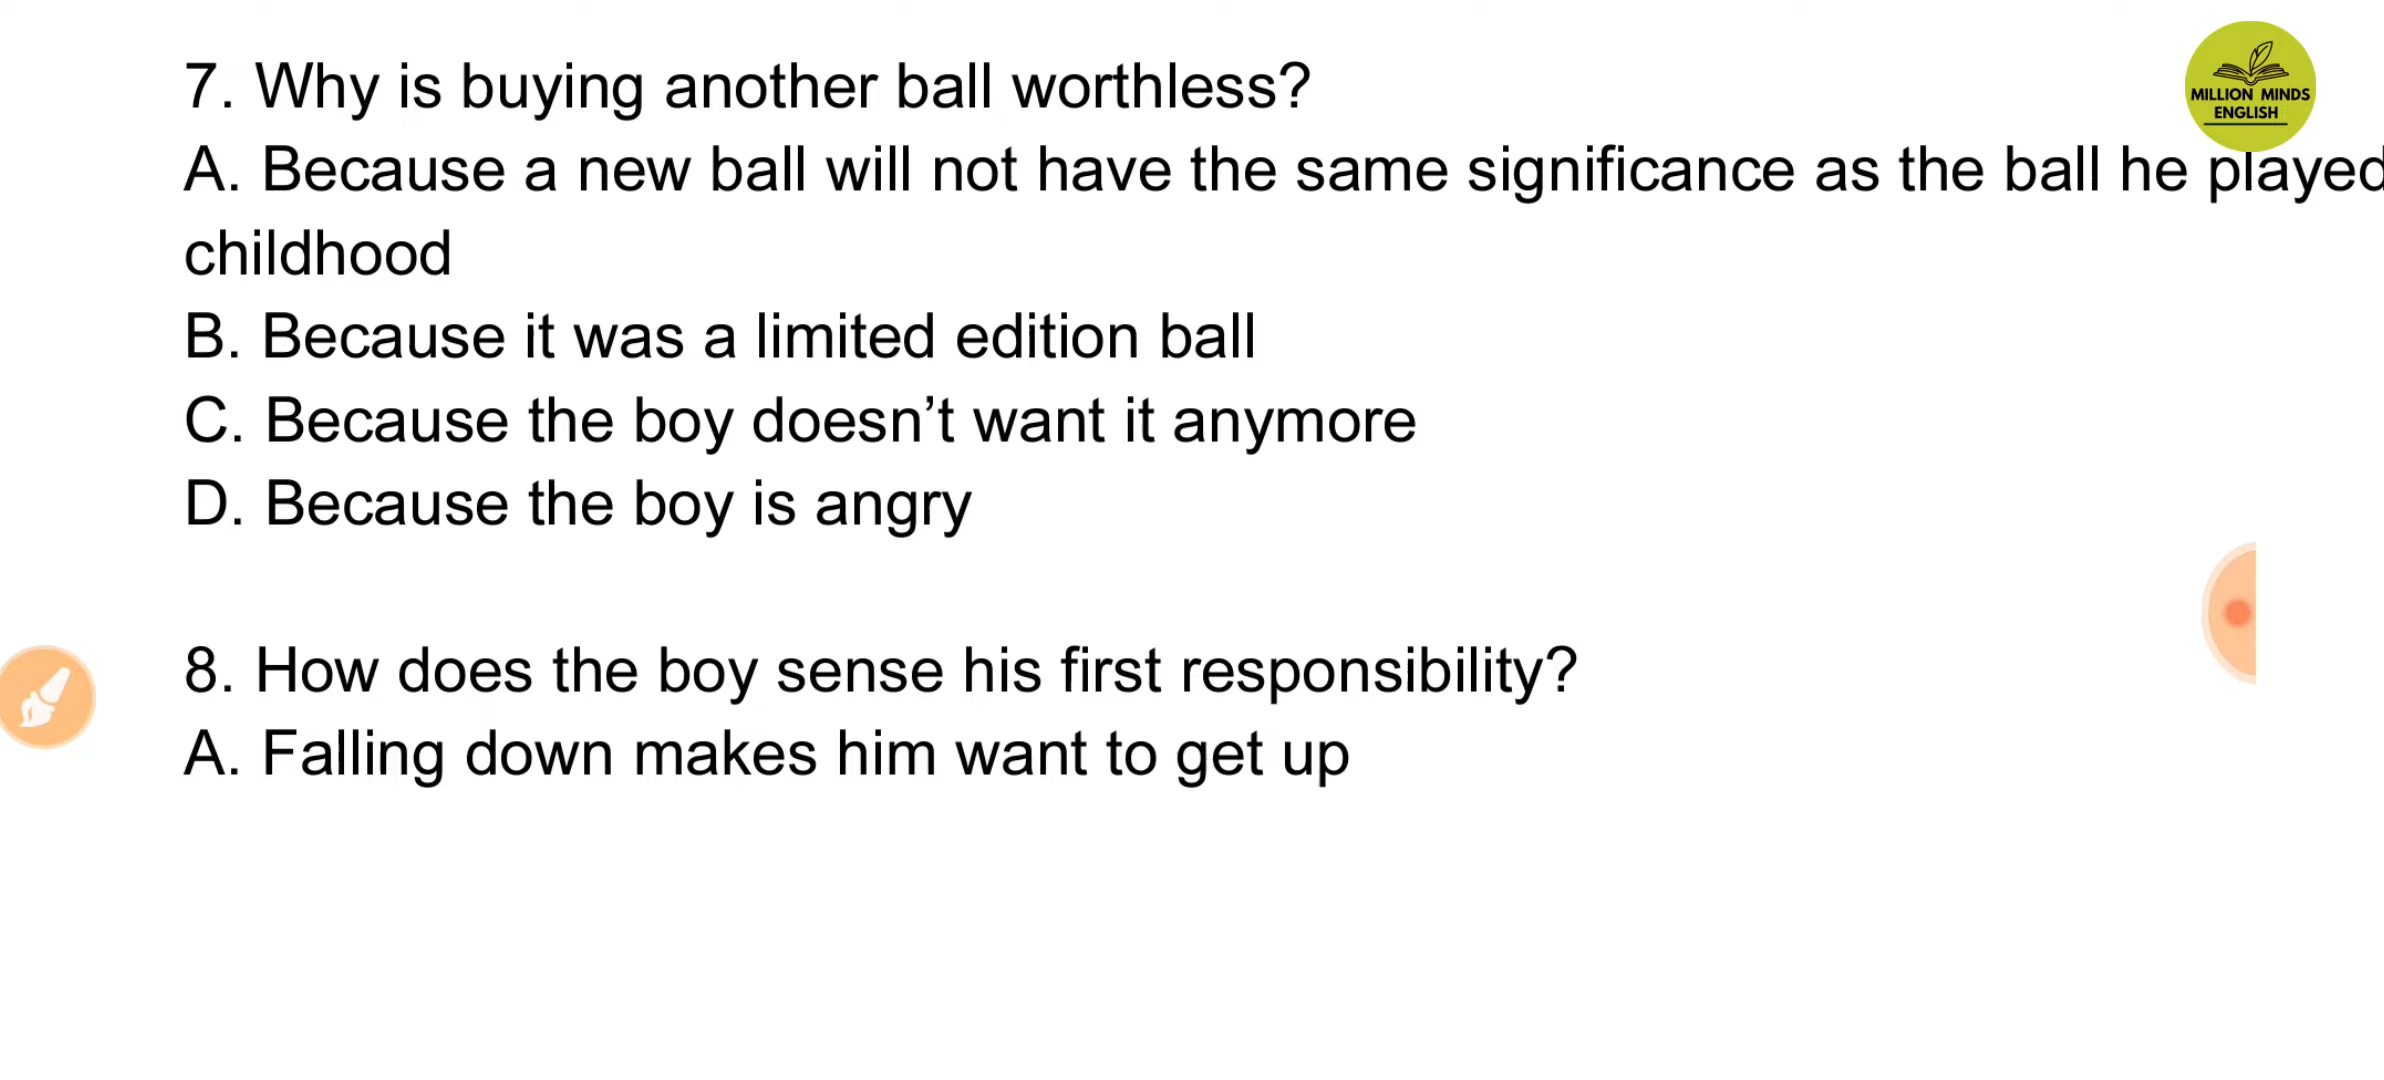 7. Why is buying another ball worthless?
MILLION MINDS
ENGLISH
A. Because a new ball will not have the same significance as the ball he played
childhood
B. Because it was a limited edition ball
C. Because the boy doesn’t want it anymore
D. Because the boy is angry
8. How does the boy sense his first responsibility?
A. Falling down makes him want to get up